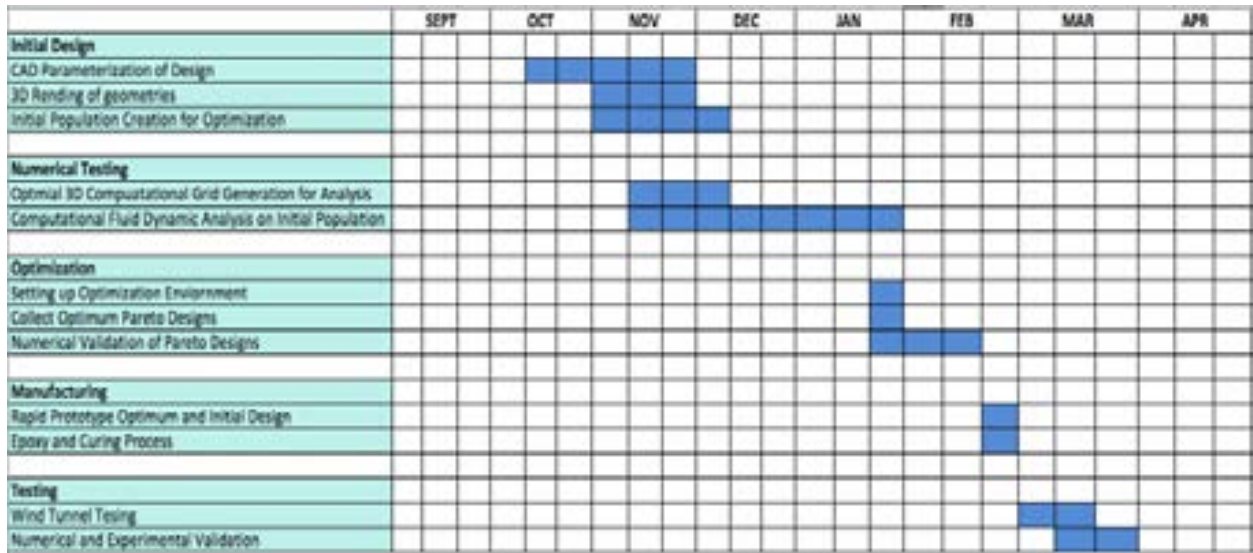 SEPT OCT NOV DEC JAN FEB MAR APR
Initial Design
CAD Parameterization of Design
3D Rending of geometries
Initial Population Creation for Optimization
Numerical Testing
Optmial 3D Compuatational Grid Generation for Analysis
Computational Fluid Dynamic Analysis on Initial Population
Optimization
Setting up Optimization Enviornment
Collect Optimum Pareto Designs
Numerical Validation of Pareto Designs
Manufacturing
Rapid Prototype Optimum and Initial Design
Epoxy and Curing Process
Testing
Wind Tunnel Tesing
Numerical and Experimental Validation